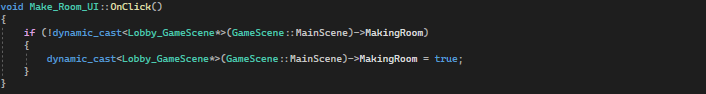 void Make_Room_UI::OnClick()
{
    if (!dynamic_cast<Lobby_GameScene*>(GameScene::MainScene)->MakingRoom)
    {
        dynamic_cast<Lobby_GameScene*>(GameScene::MainScene)->MakingRoom = true;
    }
}